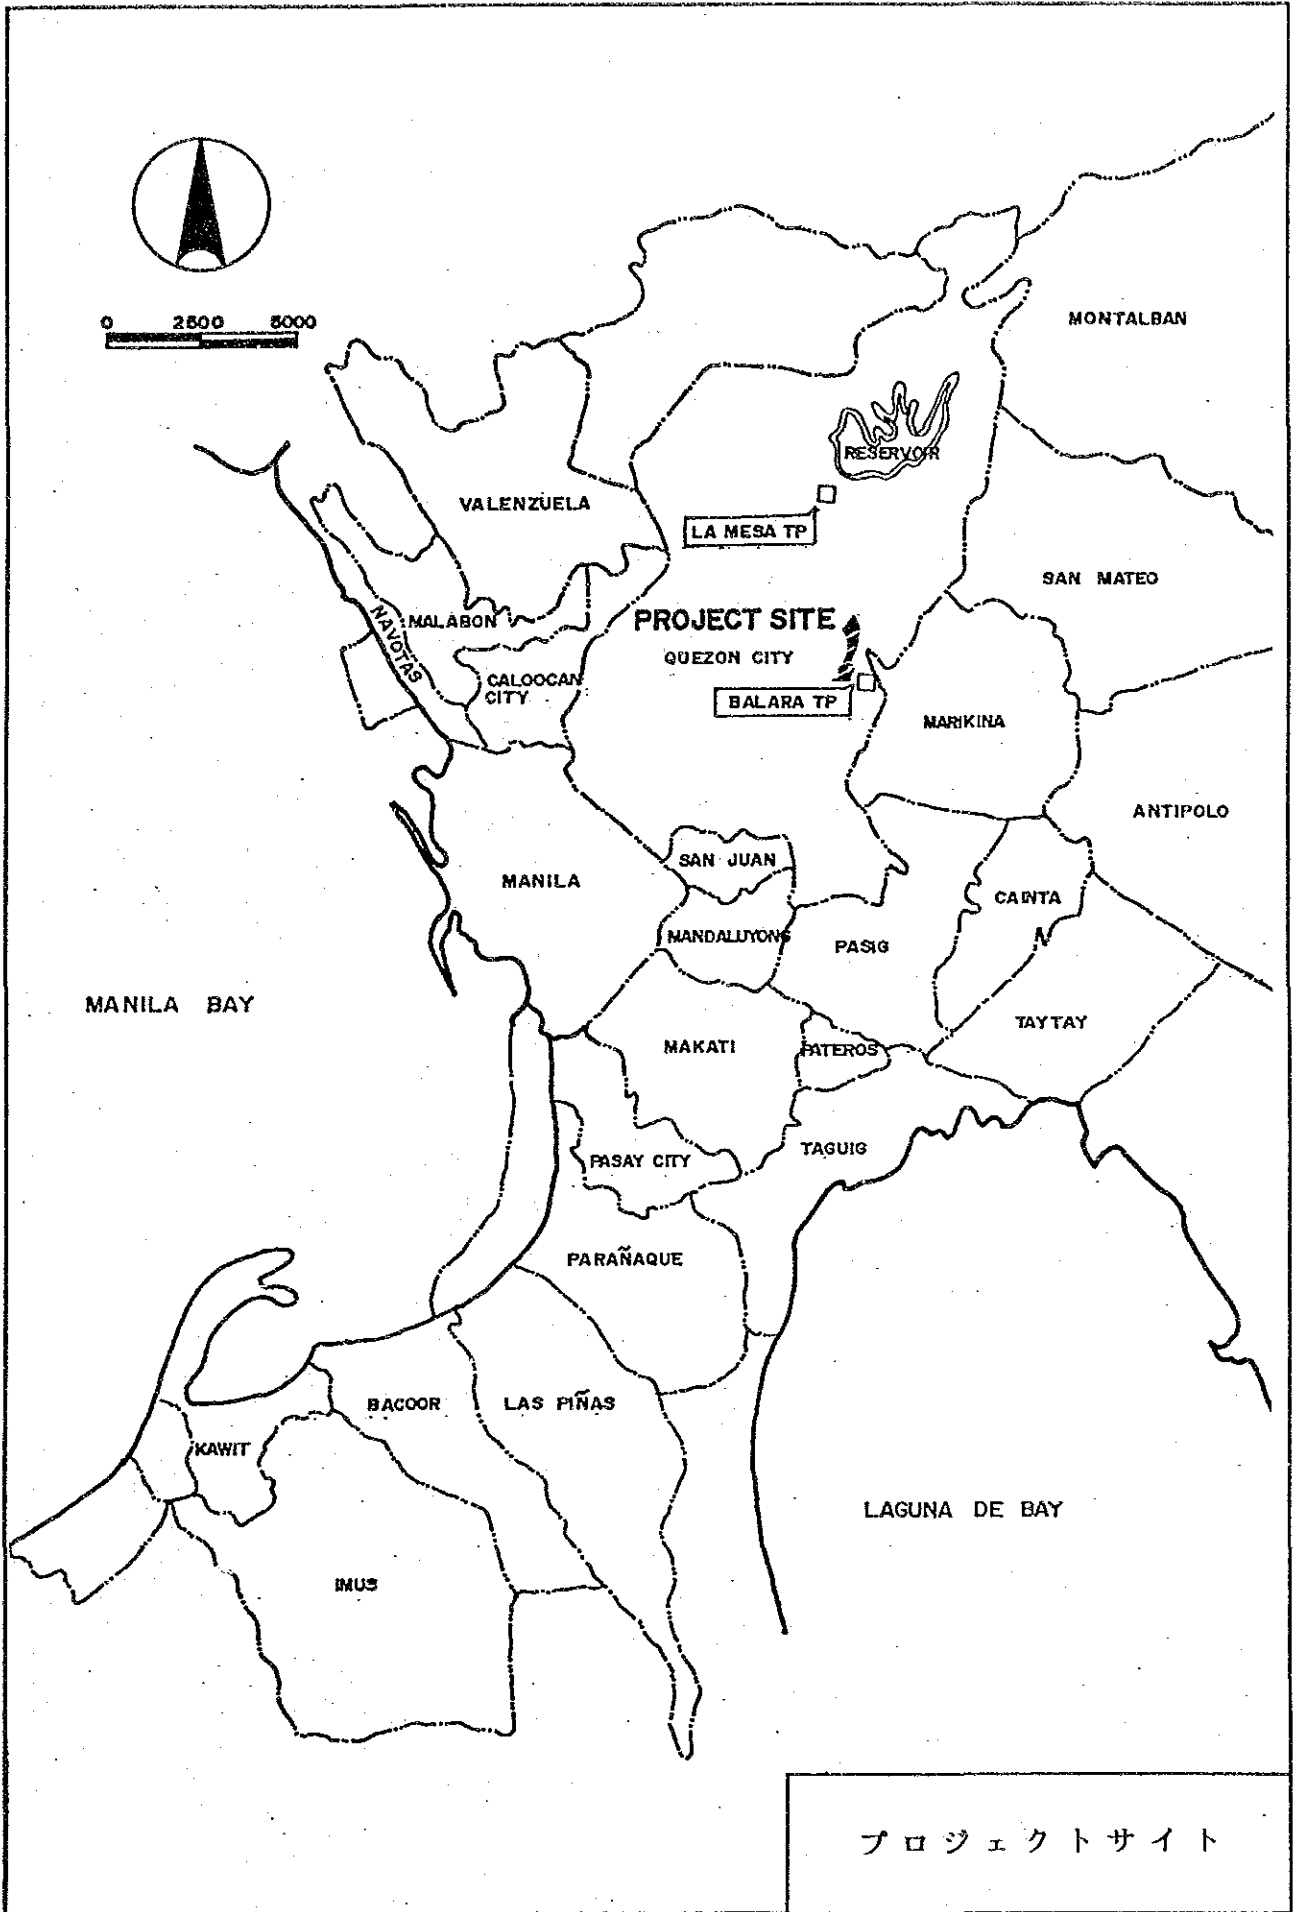 0 2500 5000
MONTALBAN
RESERVOIR
VALENZUELA
LA MESA TP
SAN MATEO
NAVOTAS
MALABON
PROJECT SITE
QUEZON CITY
CALOOCAN
CITY
BALARA TP
MARIKINA
ANTIPOLO
SAN JUAN
MANILA
CAINTA
MANDALUYONG
PASIG
MANILA BAY
TAYTAY
MAKATI
PATEROS
TAGUIG
PASAY CITY
PARAÑAQUE
BACOOR
LAS PIÑAS
KAWIT
LAGUNA DE BAY
IMUS
プロジェクトサイト